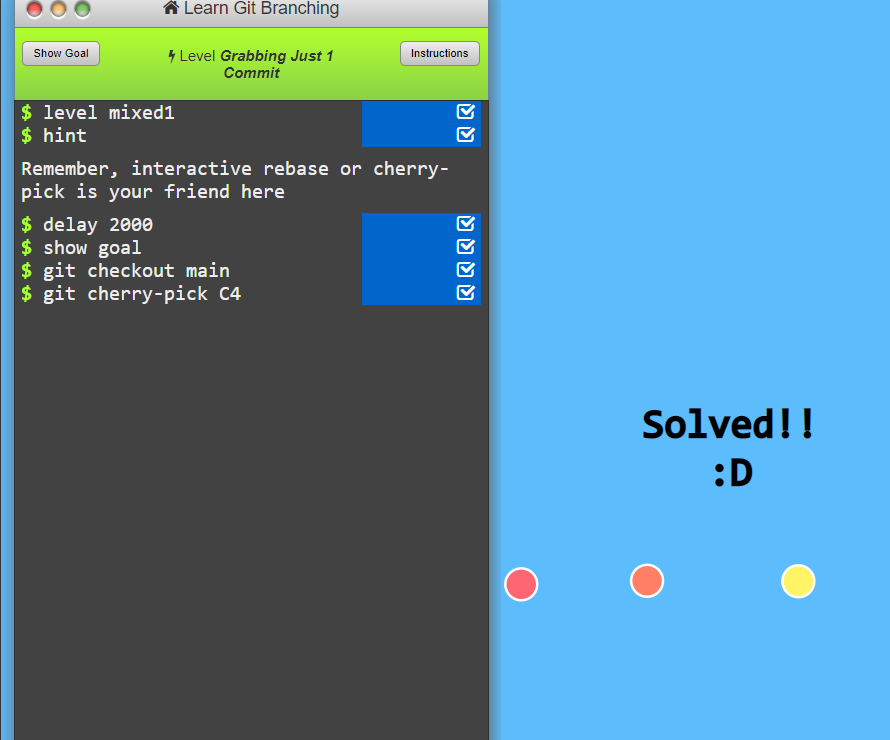 Learn Git Branching
Show Goal
Level Grabbing Just 1
Commit
Instructions
$ level mixed1
$ hint
Remember, interactive rebase or cherry-
pick is your friend here
$ delay 2000
$ show goal
$ git checkout main
$ git cherry-pick C4
Solved!!
:D